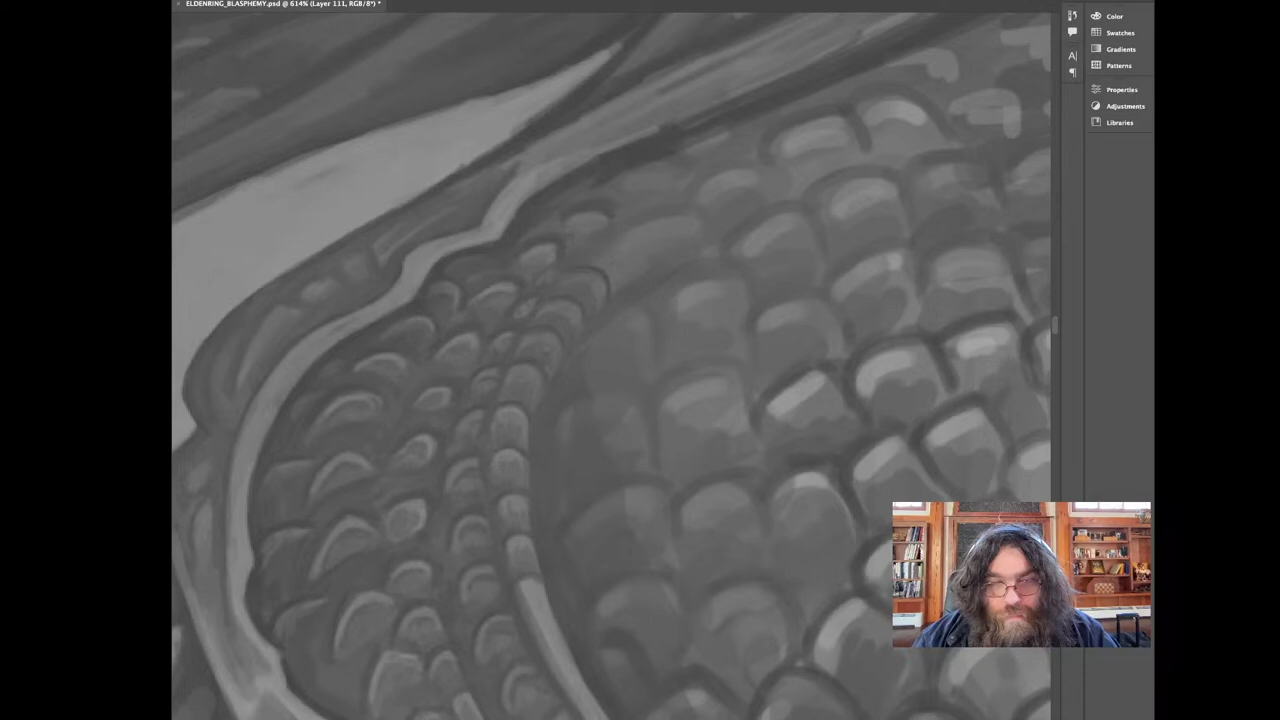 ELDENRING_BLASPHEMY.psd @ 614% (Layer 111, RGB/8*) *
Color
Swatches
Gradients
Patterns
Properties
Adjustments
Libraries